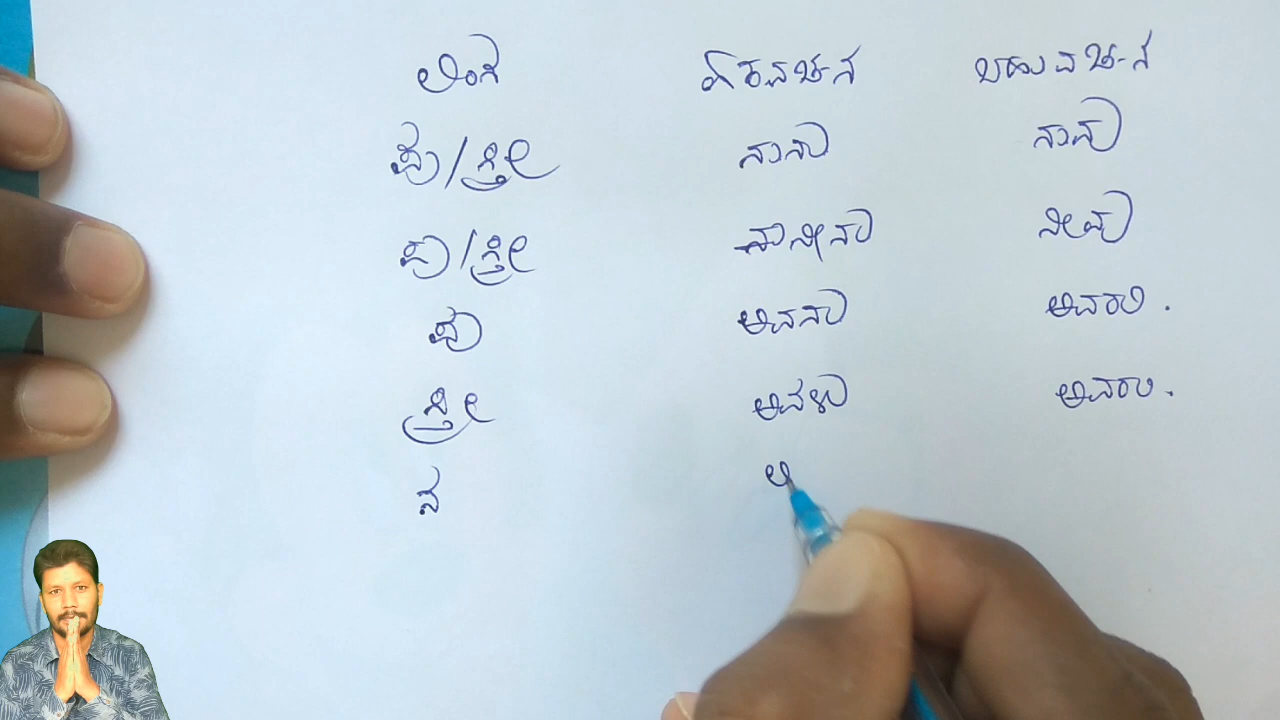 ಲಿಂಗ ಏಕವಚನ ಬಹುವಚನ
ಪು/ಸ್ತ್ರೀ ನಾನು ನಾವು
ಪು/ಸ್ತ್ರೀ ನೀನು ನೀವು
ಪು ಅವನು ಅವರು.
ಸ್ತ್ರೀ ಅವಳು ಅವರು.
ನ ಅ